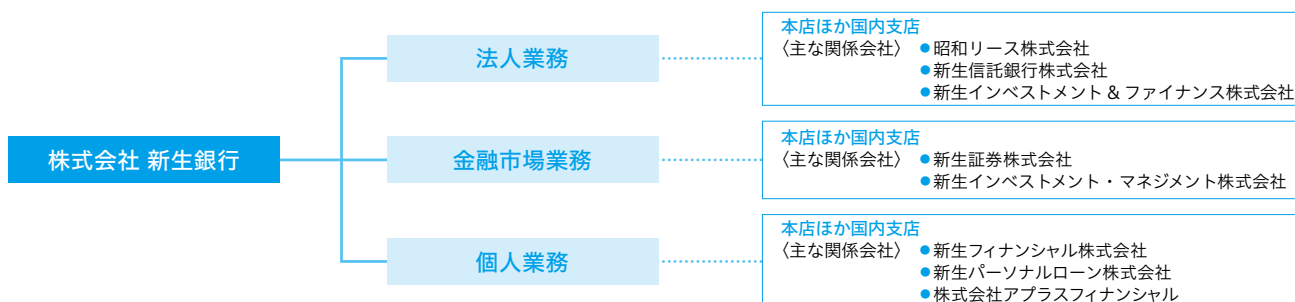 株式会社 新生銀行
法人業務
本店ほか国内支店
〈主な関係会社〉 ●昭和リース株式会社
●新生信託銀行株式会社
●新生インベストメント&ファイナンス株式会社
金融市場業務
本店ほか国内支店
〈主な関係会社〉 ●新生証券株式会社
●新生インベストメント・マネジメント株式会社
個人業務
本店ほか国内支店
〈主な関係会社〉 ●新生フィナンシャル株式会社
●新生パーソナルローン株式会社
●株式会社アプラスフィナンシャル